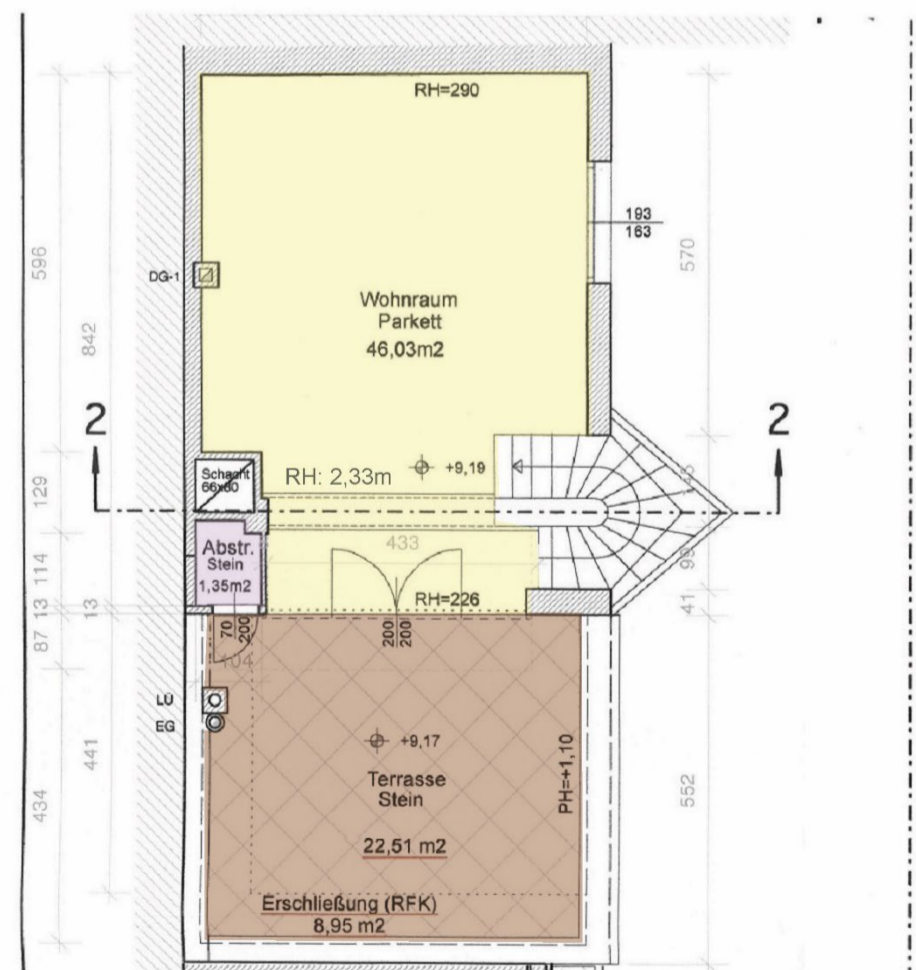 RH=290
193
163
596
570
DG-1
Wohnraum
Parkett
46,03m2
842
2
2
Schacht
66x80
RH: 2,33m
+9,19
129
433
Abstr.
Stein
1,35m2
114
99
RH=226
13
13
41
87
70
200
200
200
104
LÜ
EG
+9,17
PH=+1,10
Terrasse
Stein
441
434
552
22,51 m2
Erschließung (RFK)
8,95 m2